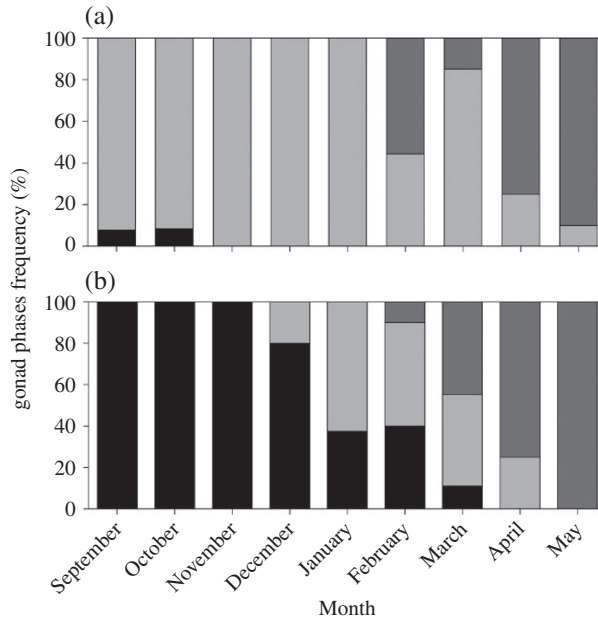 (a)
100
80
60
40
20
0
(b)
100
80
60
40
20
0
gonad phases frequency (%)
September
October
November
December
January
February
March
April
May
Month